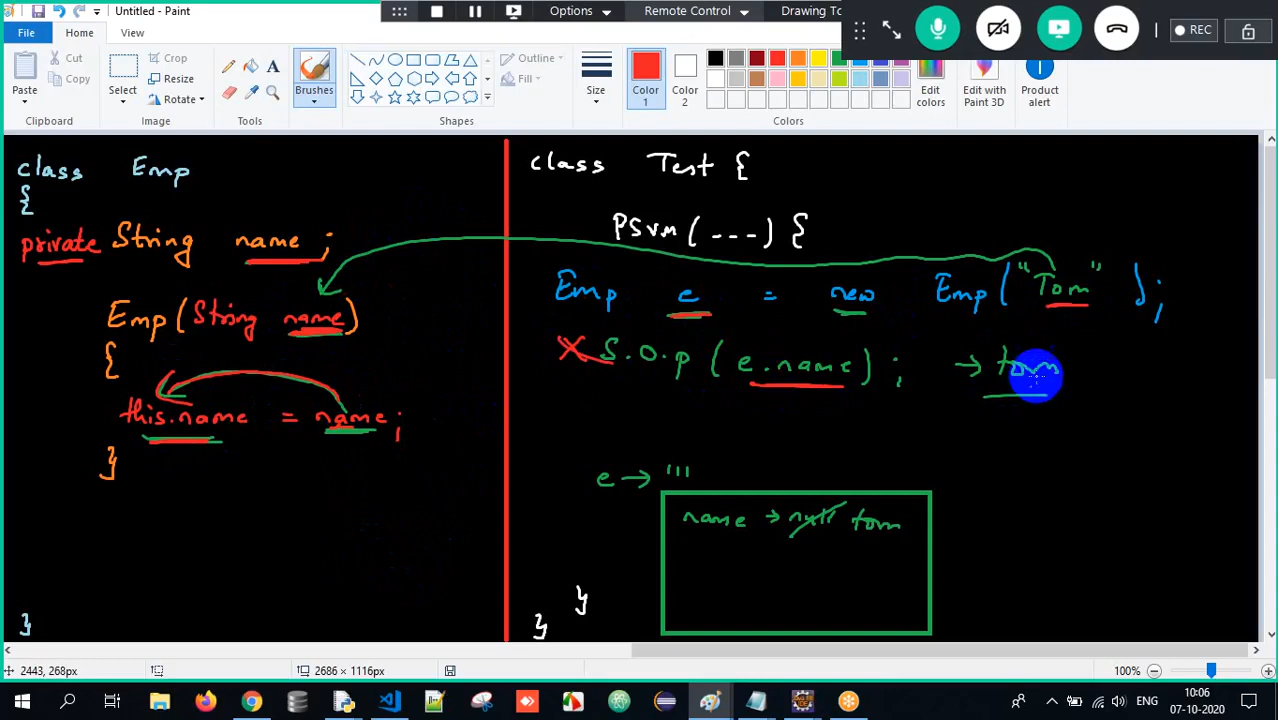 Untitled - Paint
Options
Remote Control
Drawing To
REC
File
Home
View
Paste
Cut
Copy
Clipboard
Select
Crop
Resize
Rotate
Image
Tools
Brushes
Shapes
Outline
Fill
Size
Color 1
Color 2
Colors
Edit colors
Edit with Paint 3D
Product alert
class Emp
{
private String name ;
Emp(String name)
{
this.name = name;
}
}
class Test {
PSvm( --- ) {
Emp e = new Emp( "Tom" );
X S.O.p ( e.name ) ; → tom
e → 111
name → null tom
}
}
2443, 268px
2686 × 1116px
100%
ENG
10:06
07-10-2020